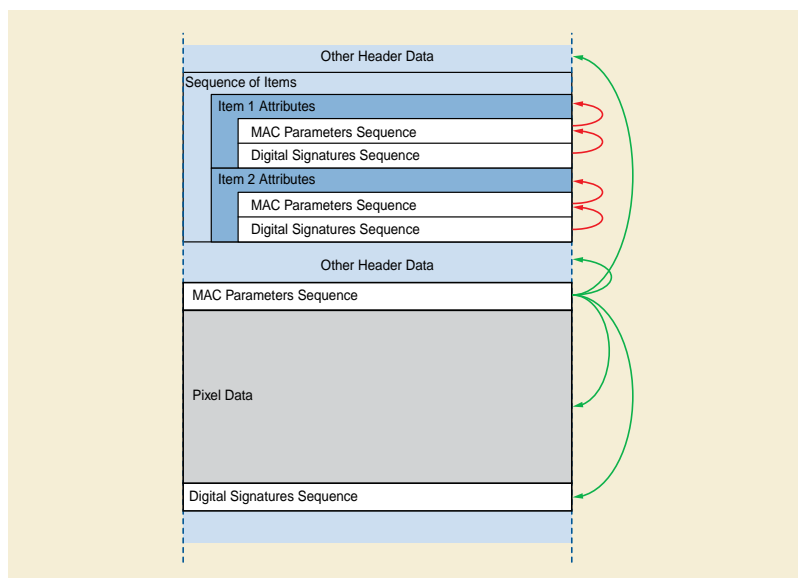 Other Header Data
Sequence of Items
Item 1 Attributes
MAC Parameters Sequence
Digital Signatures Sequence
Item 2 Attributes
MAC Parameters Sequence
Digital Signatures Sequence
Other Header Data
MAC Parameters Sequence
Pixel Data
Digital Signatures Sequence